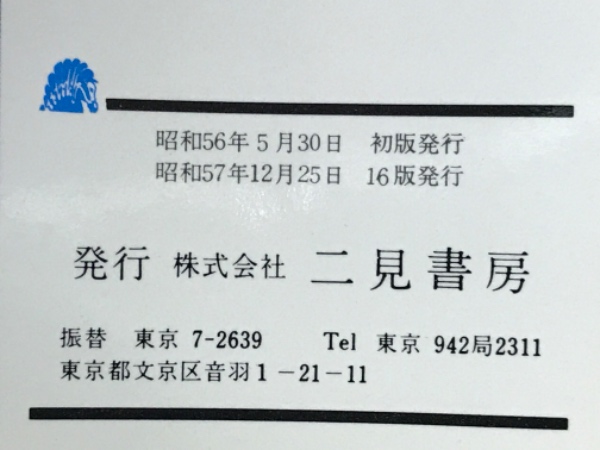 昭和56年5月30日　初版発行
昭和57年12月25日　16版発行
発行 株式会社 二見書房
振替　東京 7-2639　　Tel　東京 942局2311
東京都文京区音羽1－21－11